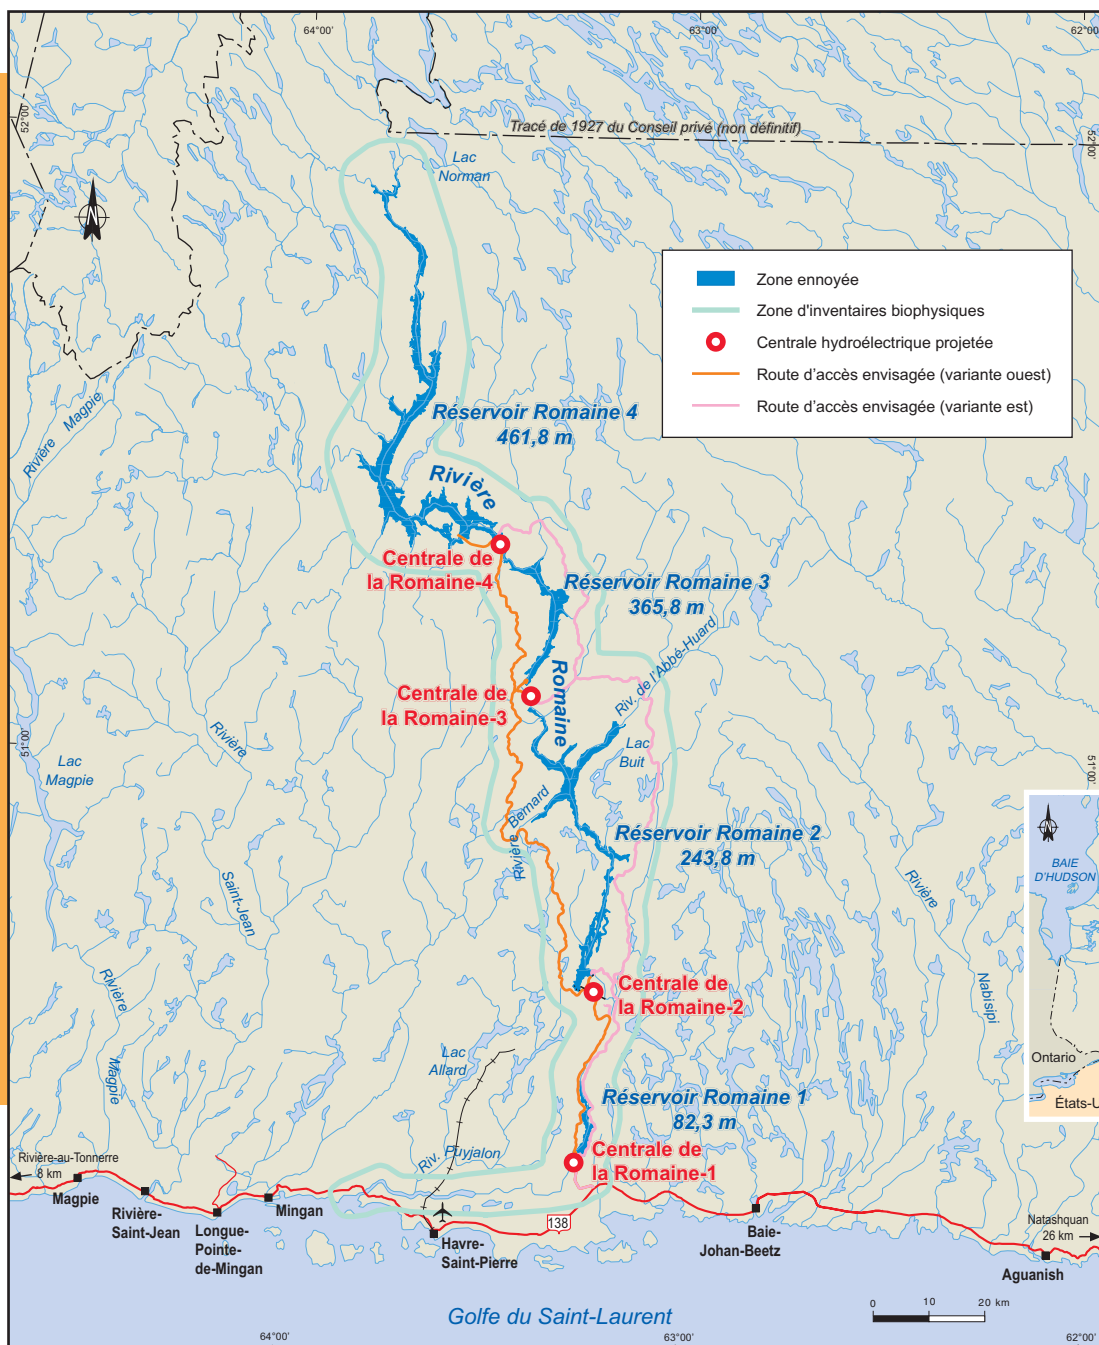 64°00'
63°00'
62°00'
52°00'
52°00'
Tracé de 1927 du Conseil privé (non définitif)
Lac
Norman
N
Zone ennoyée
Zone d'inventaires biophysiques
Centrale hydroélectrique projetée
Route d'accès envisagée (variante ouest)
Route d'accès envisagée (variante est)
Rivière Magpie
Réservoir Romaine 4
461,8 m
Rivière
Centrale de
la Romaine-4
Réservoir Romaine 3
365,8 m
Riv. de l'Abbé-Huard
Romaine
Centrale de
la Romaine-3
Rivière
51°00'
51°00'
Lac
Magpie
Lac
Buit
Rivière Bernard
Réservoir Romaine 2
243,8 m
BAIE
D'HUDSON
Saint-Jean
Rivière
Rivière
Nabisipi
Centrale de
la Romaine-2
Lac
Allard
Magpie
Ontario
États-U
Réservoir Romaine 1
82,3 m
Riv. Puyjalon
Centrale de
la Romaine-1
Rivière-au-Tonnerre
8 km
Magpie
Rivière-
Saint-Jean
Longue-
Pointe-
de-Mingan
Mingan
Havre-
Saint-Pierre
138
Baie-
Johan-Beetz
Natashquan
26 km
Aguanish
Golfe du Saint-Laurent
0 10 20 km
64°00'
63°00'
62°00'